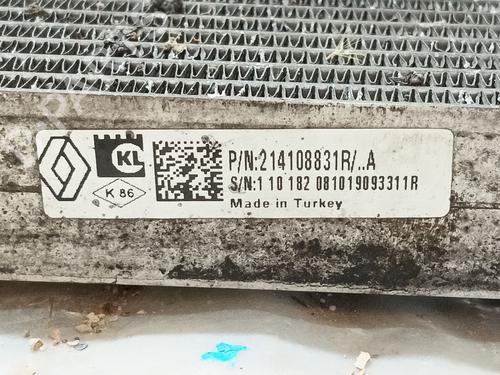 KL
K 86
P/N:214108831R/..A
S/N:1 10 182 081019093311R
Made in Turkey